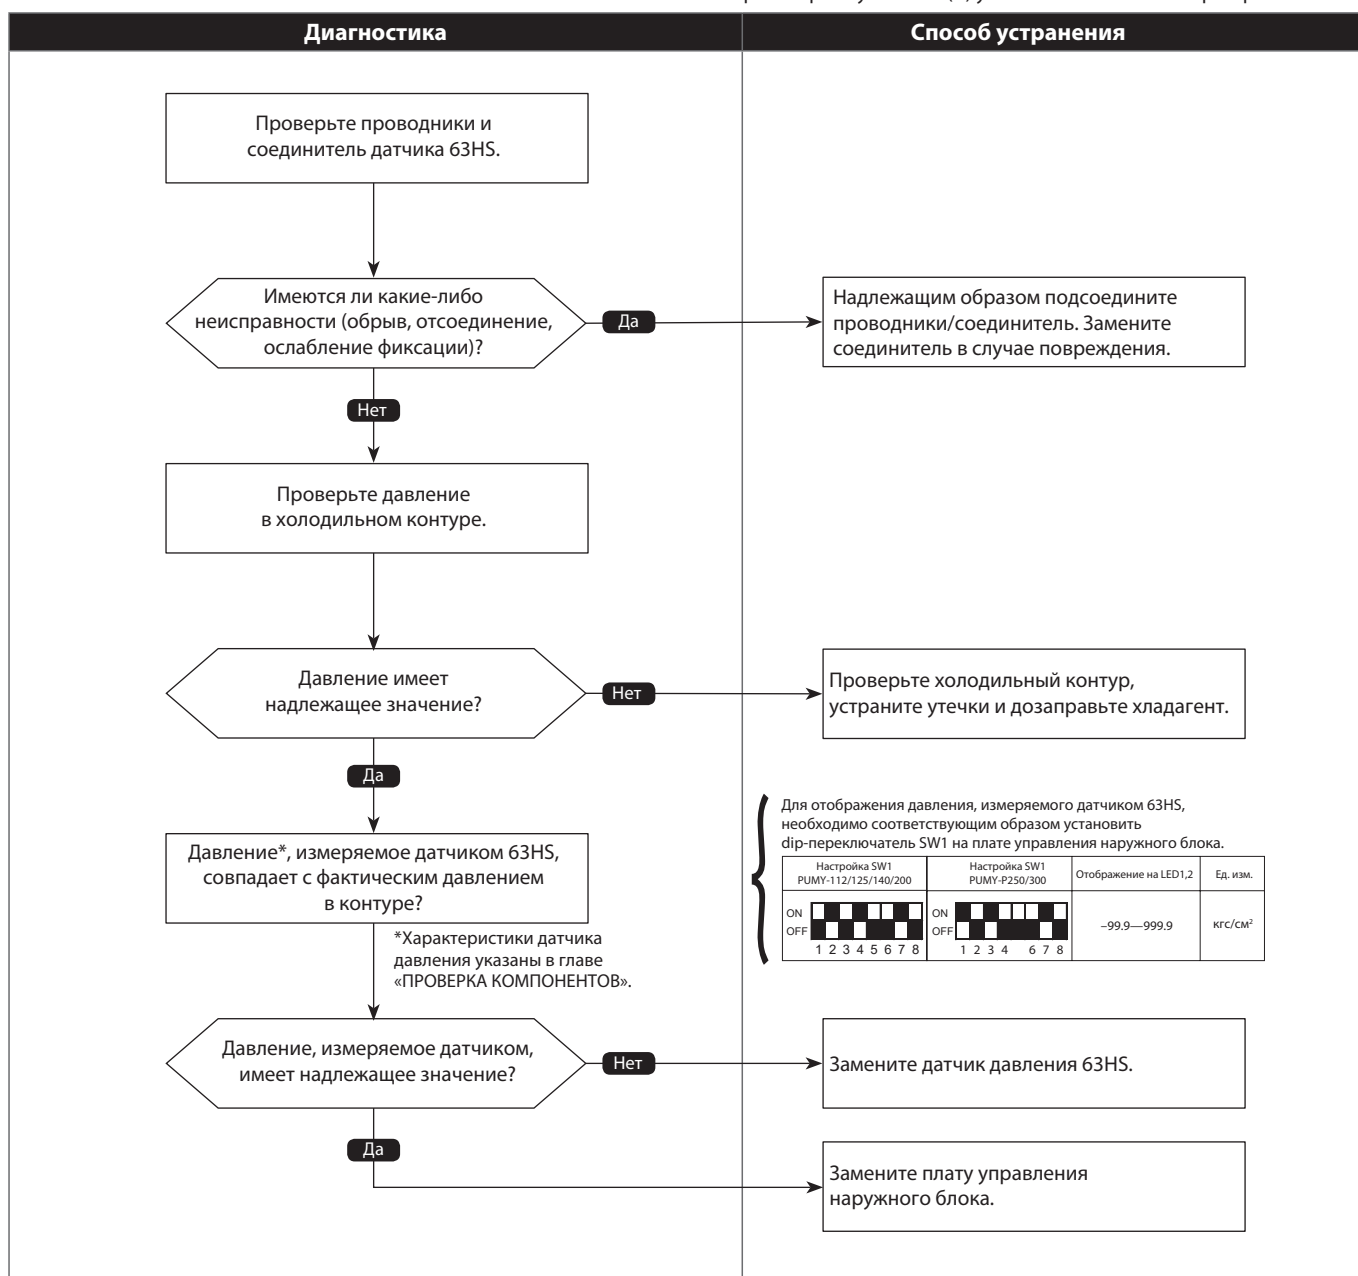 Диагностика
Способ устранения
Проверьте проводники и
соединитель датчика 63HS.
Имеются ли какие-либо
неисправности (обрыв, отсоединение,
ослабление фиксации)?
Да
Надлежащим образом подсоедините
проводники/соединитель. Замените
соединитель в случае повреждения.
Нет
Проверьте давление
в холодильном контуре.
Давление имеет
надлежащее значение?
Нет
Проверьте холодильный контур,
устраните утечки и дозаправьте хладагент.
Да
Давление*, измеряемое датчиком 63HS,
совпадает с фактическим давлением
в контуре?
*Характеристики датчика
давления указаны в главе
«ПРОВЕРКА КОМПОНЕНТОВ».
Для отображения давления, измеряемого датчиком 63HS,
необходимо соответствующим образом установить
dip-переключатель SW1 на плате управления наружного блока.
Настройка SW1
PUMY-112/125/140/200
Настройка SW1
PUMY-P250/300
Отображение на LED1,2
Ед. изм.
ON
OFF
1 2 3 4 5 6 7 8
ON
OFF
1 2 3 4 6 7 8
–99.9—999.9
кгс/см²
Давление, измеряемое датчиком,
имеет надлежащее значение?
Нет
Замените датчик давления 63HS.
Да
Замените плату управления
наружного блока.